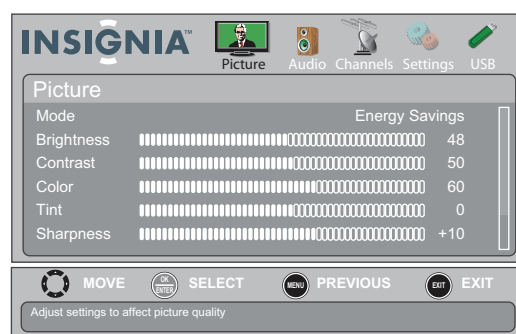 INSIGNIA™
Picture Audio Channels Settings USB
Picture
Mode Energy Savings
Brightness 48
Contrast 50
Color 60
Tint 0
Sharpness +10
MOVE OK ENTER SELECT MENU PREVIOUS EXIT EXIT
Adjust settings to affect picture quality